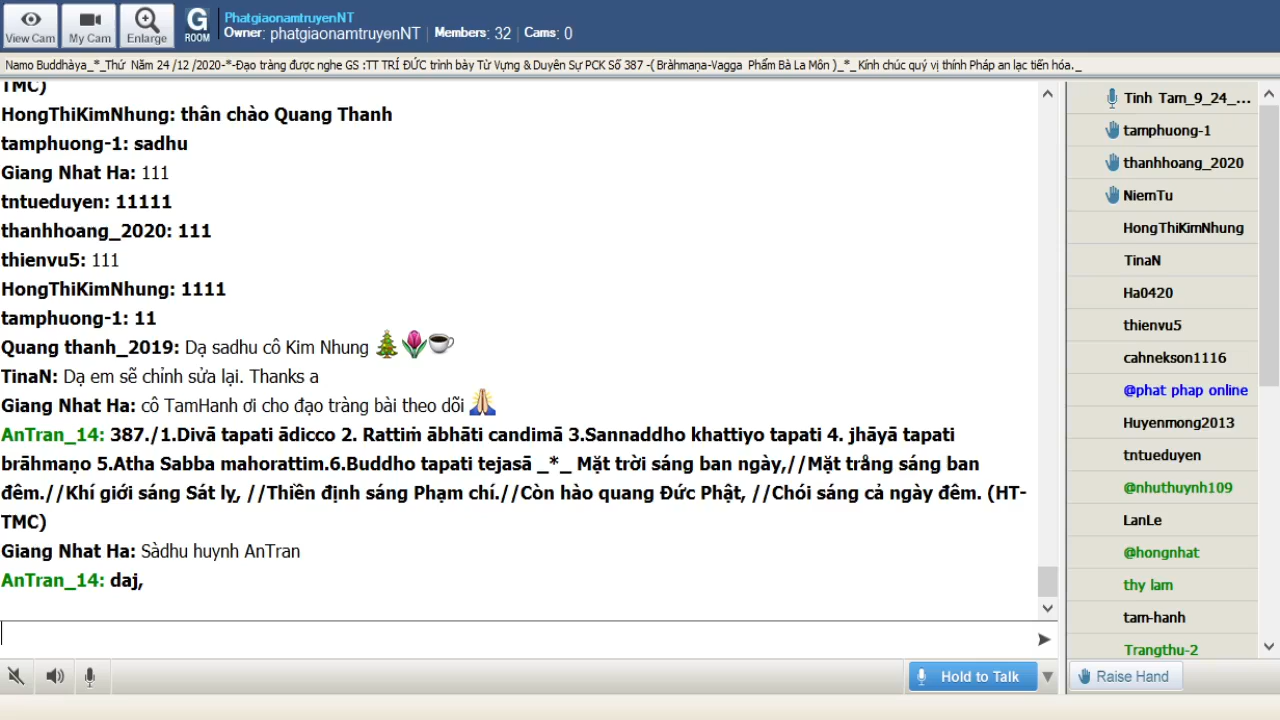 View Cam
My Cam
Enlarge
G
ROOM
PhatgiaonamtruyenNT
Owner: phatgiaonamtruyenNT | Members: 32 | Cams: 0
Namo Buddhàya_*_Thứ Năm 24 /12 /2020-*-Đạo tràng được nghe GS :TT TRÍ ĐỨC trình bày Từ Vựng & Duyên Sự PCK Số 387 -( Bràhmaṇa-Vagga Phẩm Bà La Môn )_*_Kính chúc quý vị thính Pháp an lạc tiến hóa._
TMC)
HongThiKimNhung: thân chào Quang Thanh
tamphuong-1: sadhu
Giang Nhat Ha: 111
tntueduyen: 11111
thanhhoang_2020: 111
thienvu5: 111
HongThiKimNhung: 1111
tamphuong-1: 11
Quang thanh_2019: Dạ sadhu cô Kim Nhung 🎄🌷☕
TinaN: Dạ em sẽ chỉnh sửa lại. Thanks a
Giang Nhat Ha: cô TamHanh ơi cho đạo tràng bài theo dõi 🙏
AnTran_14: 387./1.Divā tapati ādicco 2. Rattiṁ ābhāti candimā 3.Sannaddho khattiyo tapati 4. jhāyā tapati
brāhmaṇo 5.Atha Sabba mahorattim.6.Buddho tapati tejasā _*_ Mặt trời sáng ban ngày,//Mặt trằng sáng ban
đêm.//Khí giới sáng Sát lỵ, //Thiền định sáng Phạm chí.//Còn hào quang Đức Phật, //Chói sáng cả ngày đêm. (HT-
TMC)
Giang Nhat Ha: Sàdhu huynh AnTran
AnTran_14: daj,
Hold to Talk
Tinh Tam_9_24_...
tamphuong-1
thanhhoang_2020
NiemTu
HongThiKimNhung
TinaN
Ha0420
thienvu5
cahnekson1116
@phat phap online
Huyenmong2013
tntueduyen
@nhuthuynh109
LanLe
@hongnhat
thy lam
tam-hanh
Trangthu-2
Raise Hand